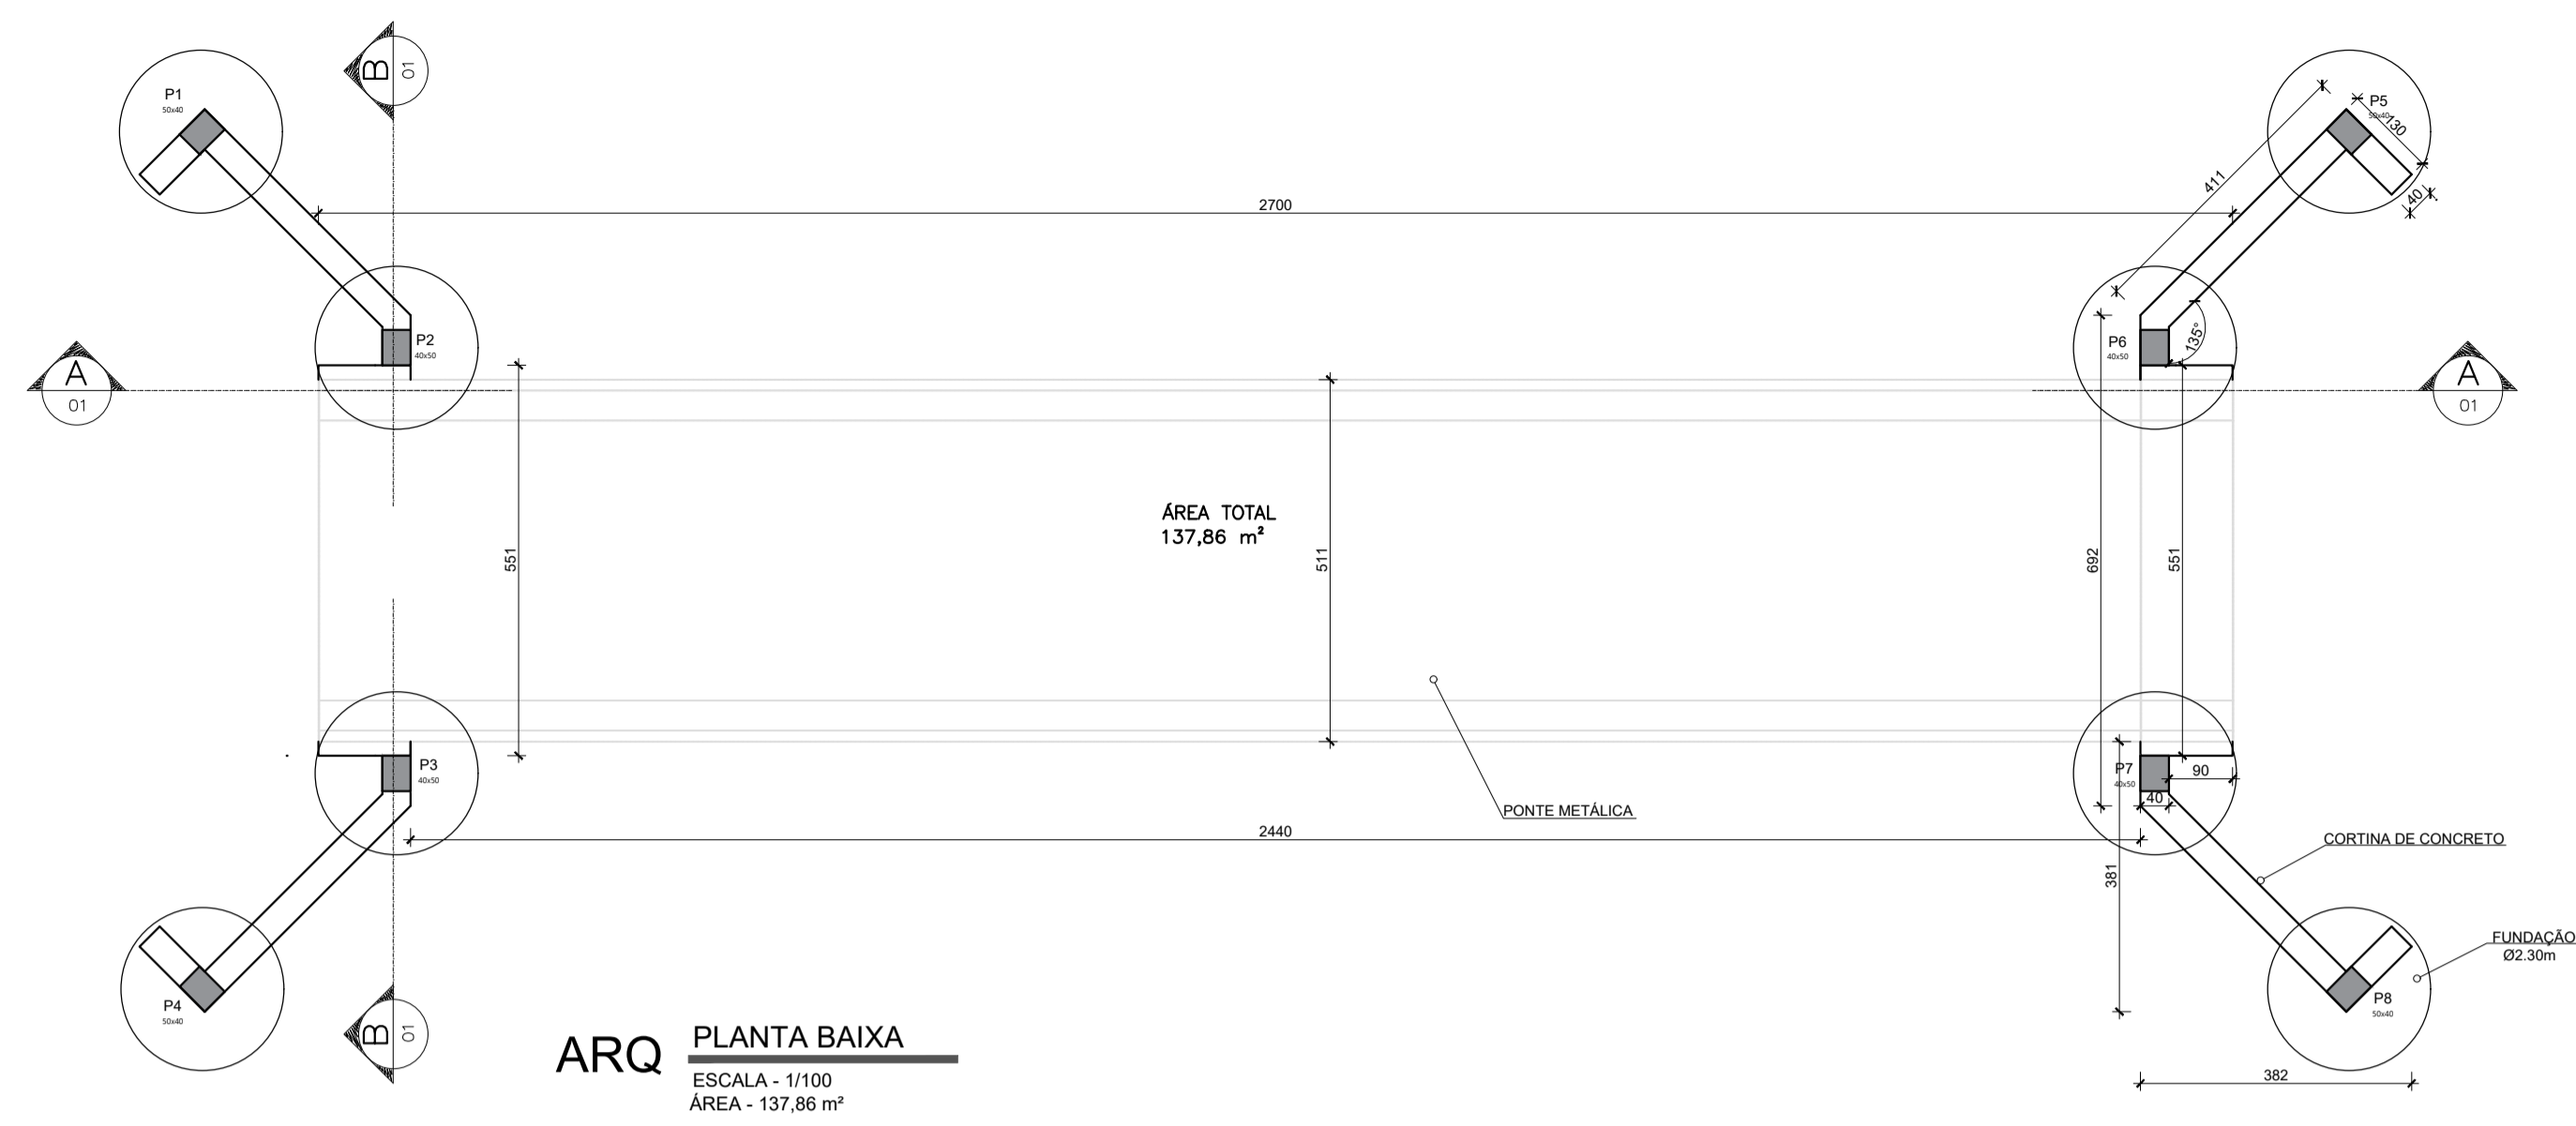 B
01
P1
50x40
P5
50x40
130
40
411
2700
P2
40x50
P6
40x50
135°
A
01
A
01
ÁREA TOTAL
137,86 m²
551
511
692
551
P3
40x50
P7
40x50
90
40
PONTE METÁLICA
2440
CORTINA DE CONCRETO
381
FUNDAÇÃO
Ø2.30m
P4
50x40
P8
50x40
B
01
ARQ
PLANTA BAIXA
ESCALA - 1/100
ÁREA - 137,86 m²
382